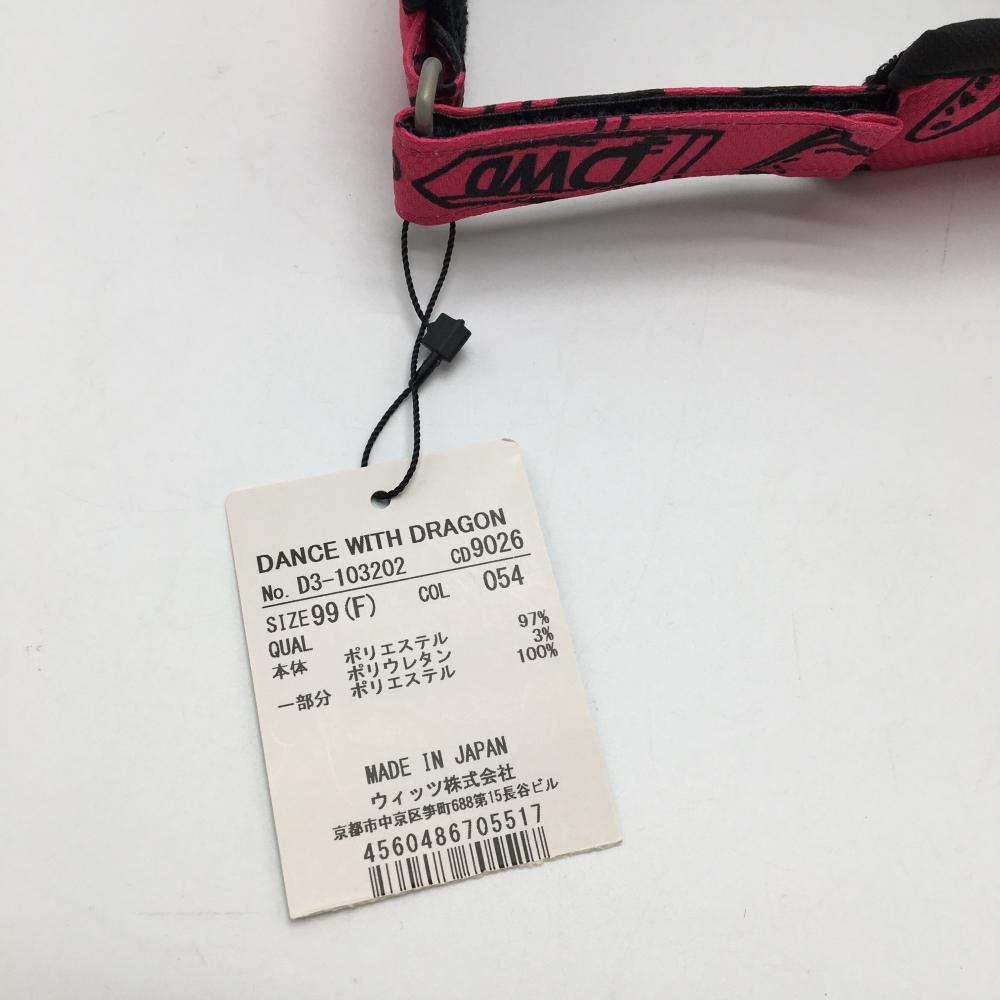 DWD
DANCE WITH DRAGON
No. D3-103202 CD9026
SIZE99(F) COL 054
QUAL
本体 ポリエステル 97%
ポリウレタン 3%
一部分 ポリエステル 100%
MADE IN JAPAN
ウィッツ株式会社
京都市中京区笋町688第15長谷ビル
4560486705517